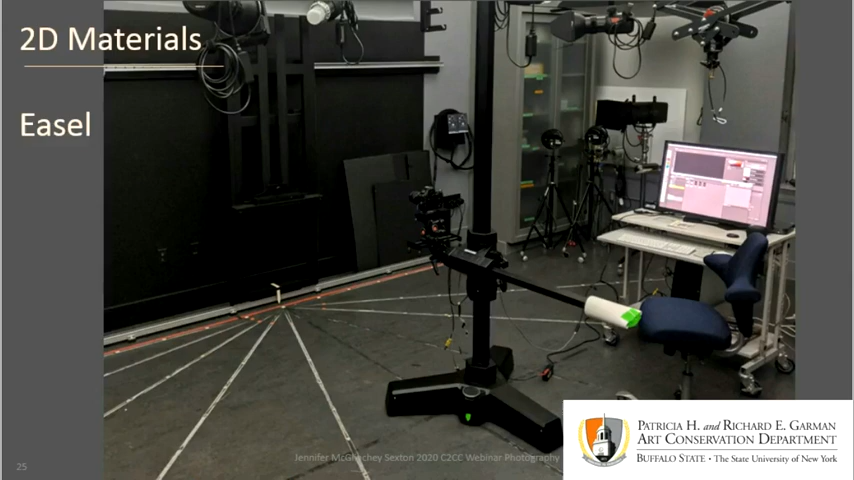 2D Materials
Easel
Jennifer McGlinchey Sexton 2020 C2CC Webinar Photography
25
PATRICIA H. and RICHARD E. GARMAN
ART CONSERVATION DEPARTMENT
BUFFALO STATE • The State University of New York